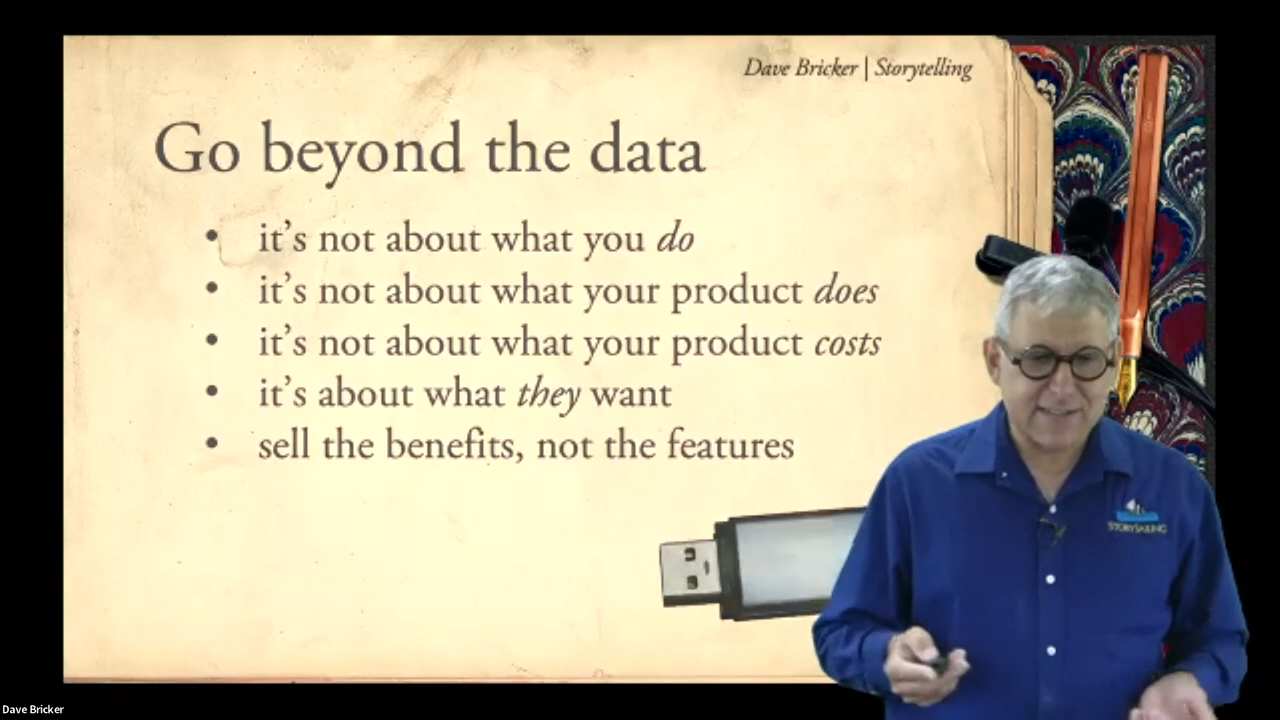 Dave Bricker | Storytelling
Go beyond the data
• it’s not about what you do
• it’s not about what your product does
• it’s not about what your product costs
• it’s about what they want
• sell the benefits, not the features
STORYSAILING
Dave Bricker